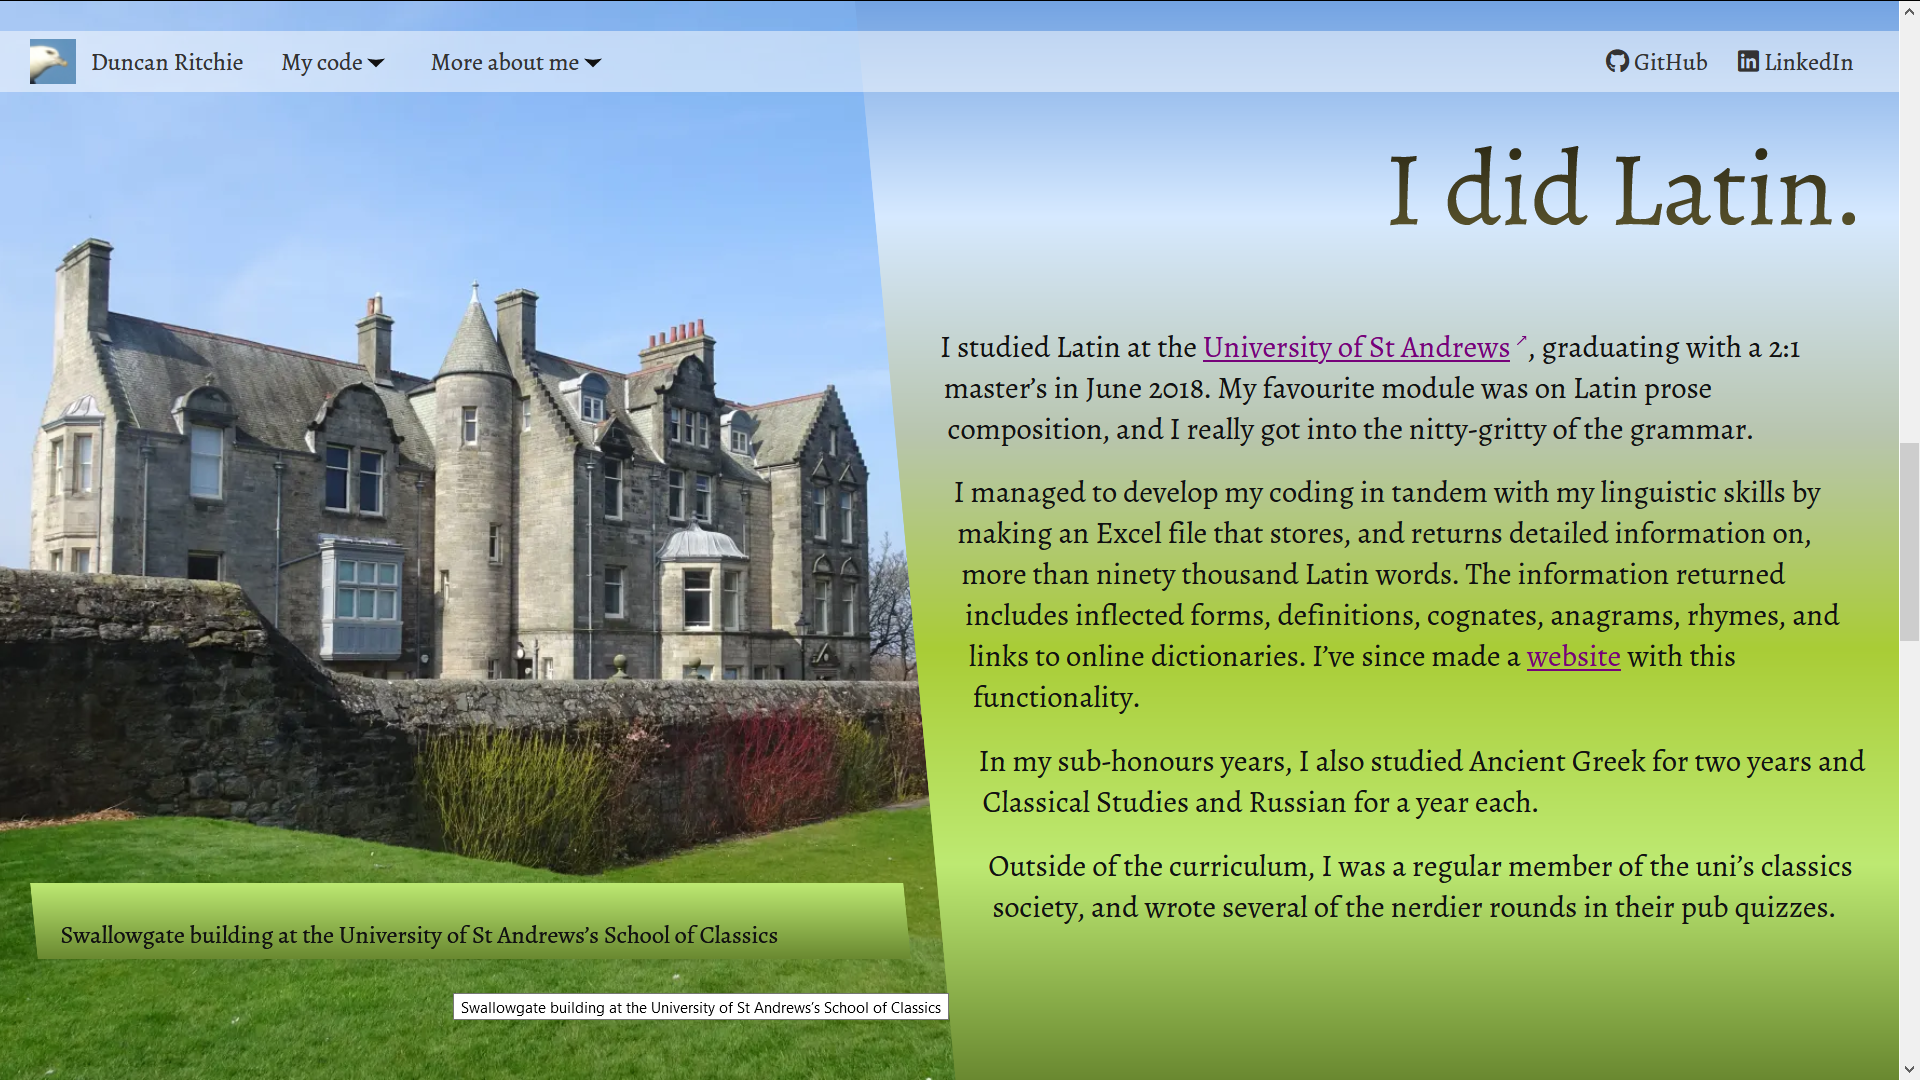 Duncan Ritchie
My code
More about me
GitHub
LinkedIn
I did Latin.
I studied Latin at the University of St Andrews ↗, graduating with a 2:1
master’s in June 2018. My favourite module was on Latin prose
composition, and I really got into the nitty-gritty of the grammar.
I managed to develop my coding in tandem with my linguistic skills by
making an Excel file that stores, and returns detailed information on,
more than ninety thousand Latin words. The information returned
includes inflected forms, definitions, cognates, anagrams, rhymes, and
links to online dictionaries. I’ve since made a website with this
functionality.
In my sub-honours years, I also studied Ancient Greek for two years and
Classical Studies and Russian for a year each.
Outside of the curriculum, I was a regular member of the uni’s classics
society, and wrote several of the nerdier rounds in their pub quizzes.
Swallowgate building at the University of St Andrews’s School of Classics
Swallowgate building at the University of St Andrews’s School of Classics